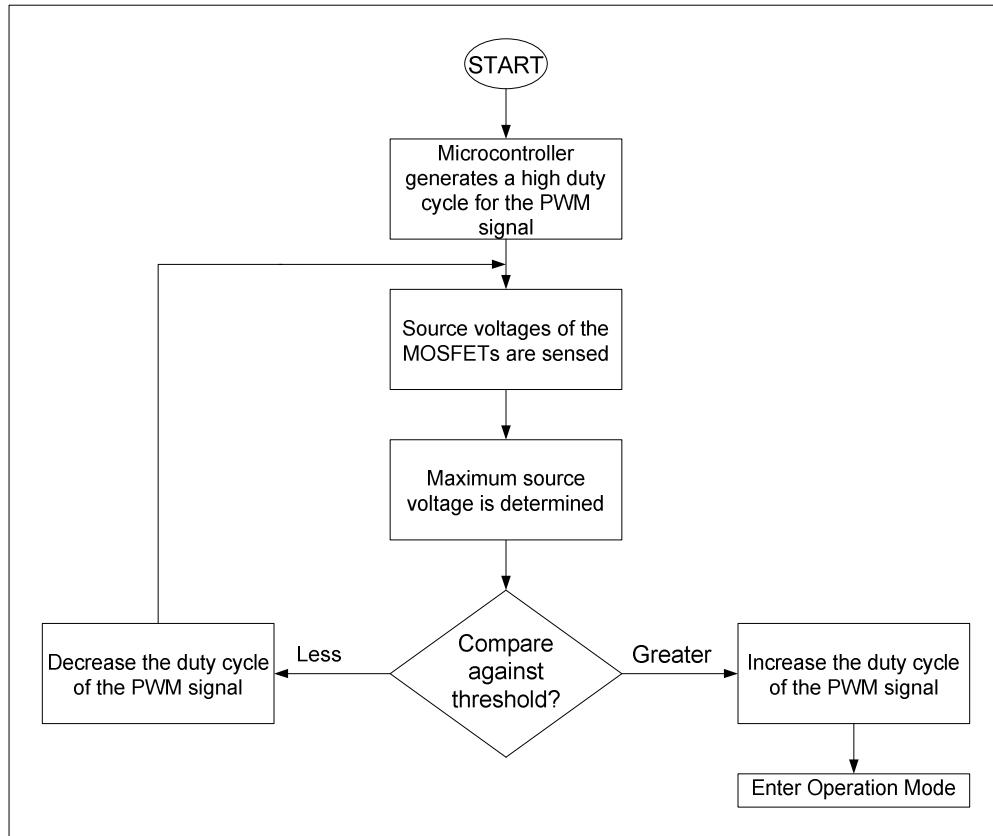 START
Microcontroller
generates a high duty
cycle for the PWM
signal
Source voltages of the
MOSFETs are sensed
Maximum source
voltage is determined
Compare
against
threshold?
Less
Decrease the duty cycle
of the PWM signal
Greater
Increase the duty cycle
of the PWM signal
Enter Operation Mode